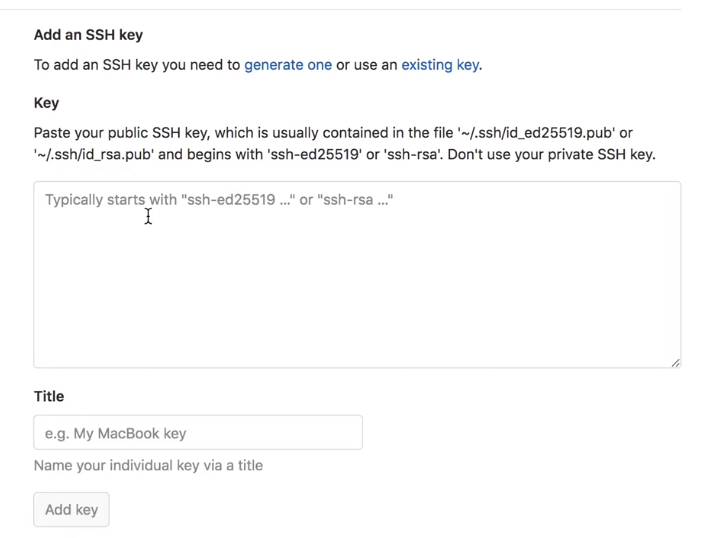 Add an SSH key
To add an SSH key you need to generate one or use an existing key.
Key
Paste your public SSH key, which is usually contained in the file '~/.ssh/id_ed25519.pub' or
'~/.ssh/id_rsa.pub' and begins with 'ssh-ed25519' or 'ssh-rsa'. Don't use your private SSH key.
Typically starts with "ssh-ed25519 ..." or "ssh-rsa ..."
Title
e.g. My MacBook key
Name your individual key via a title
Add key